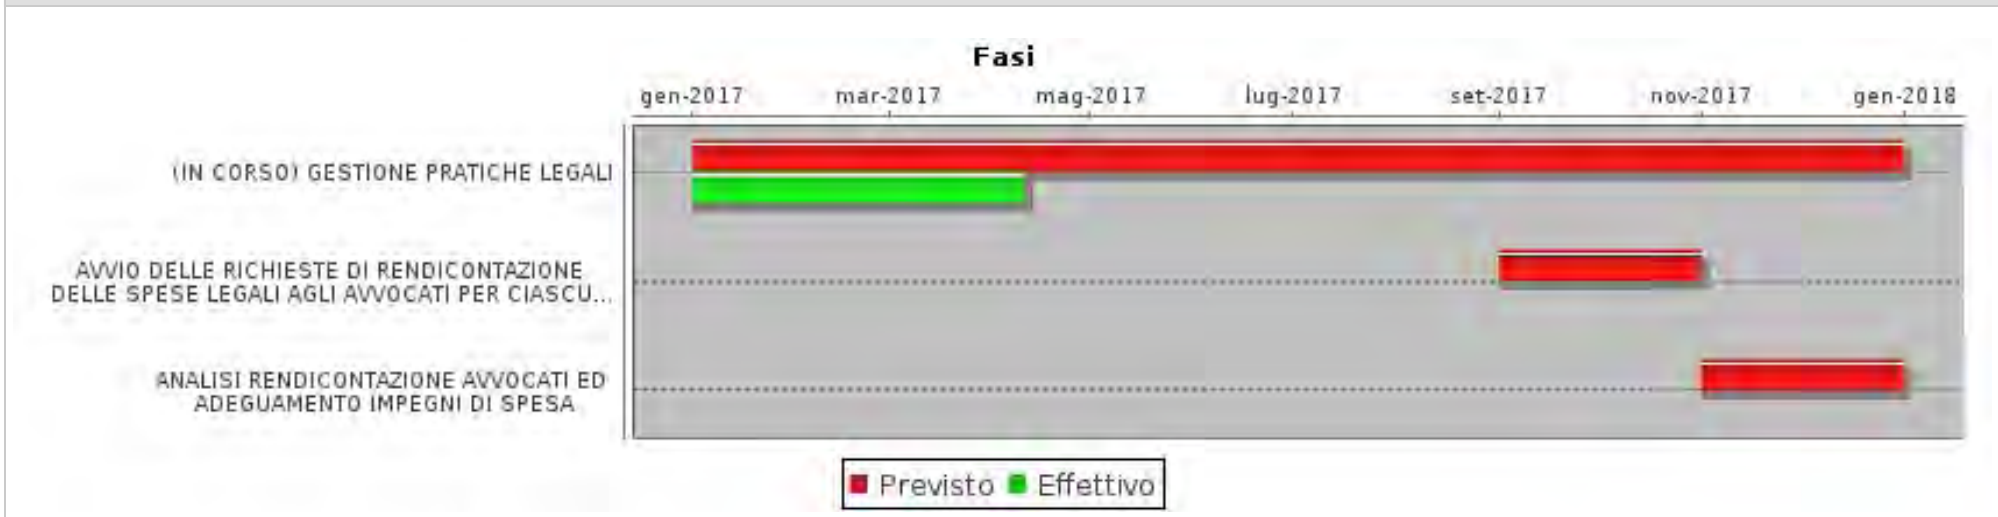 Fasi
gen-2017 mar-2017 mag-2017 lug-2017 set-2017 nov-2017 gen-2018
(IN CORSO) GESTIONE PRATICHE LEGALI
AVVIO DELLE RICHIESTE DI RENDICONTAZIONE
DELLE SPESE LEGALI AGLI AVVOCATI PER CIASCU...
ANALISI RENDICONTAZIONE AVVOCATI ED
ADEGUAMENTO IMPEGNI DI SPESA
Previsto Effettivo